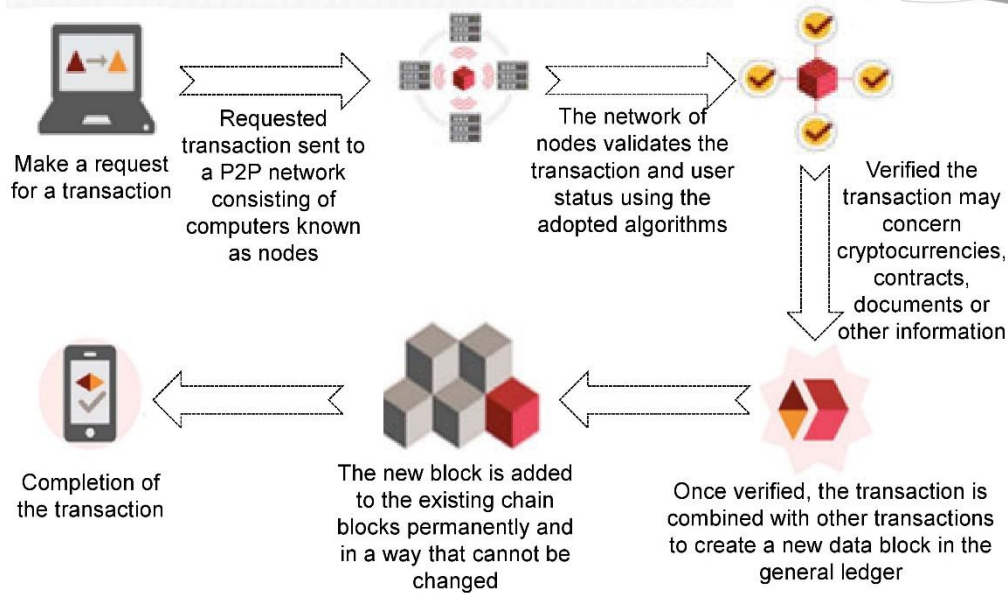 Make a request
for a transaction
Requested
transaction sent to
a P2P network
consisting of
computers known
as nodes
The network of
nodes validates the
transaction and user
status using the
adopted algorithms
Verified the
transaction may
concern
cryptocurrencies,
contracts,
documents or
other information
Once verified, the transaction is
combined with other transactions
to create a new data block in the
general ledger
The new block is added
to the existing chain
blocks permanently and
in a way that cannot be
changed
Completion of
the transaction